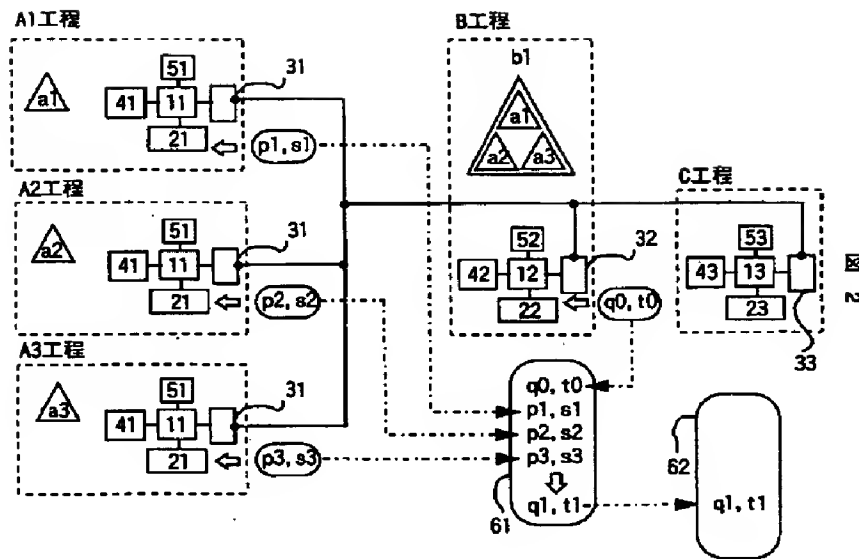 A1工程
a1
51
41
11
21
31
p1, s1
A2工程
a2
51
41
11
21
31
p2, s2
A3工程
a3
51
41
11
21
31
p3, s3
B工程
b1
a1
a2
a3
52
42
12
22
32
q0, t0
C工程
53
43
13
23
33
q0, t0
p1, s1
p2, s2
p3, s3
q1, t1
61
62
q1, t1
図 2